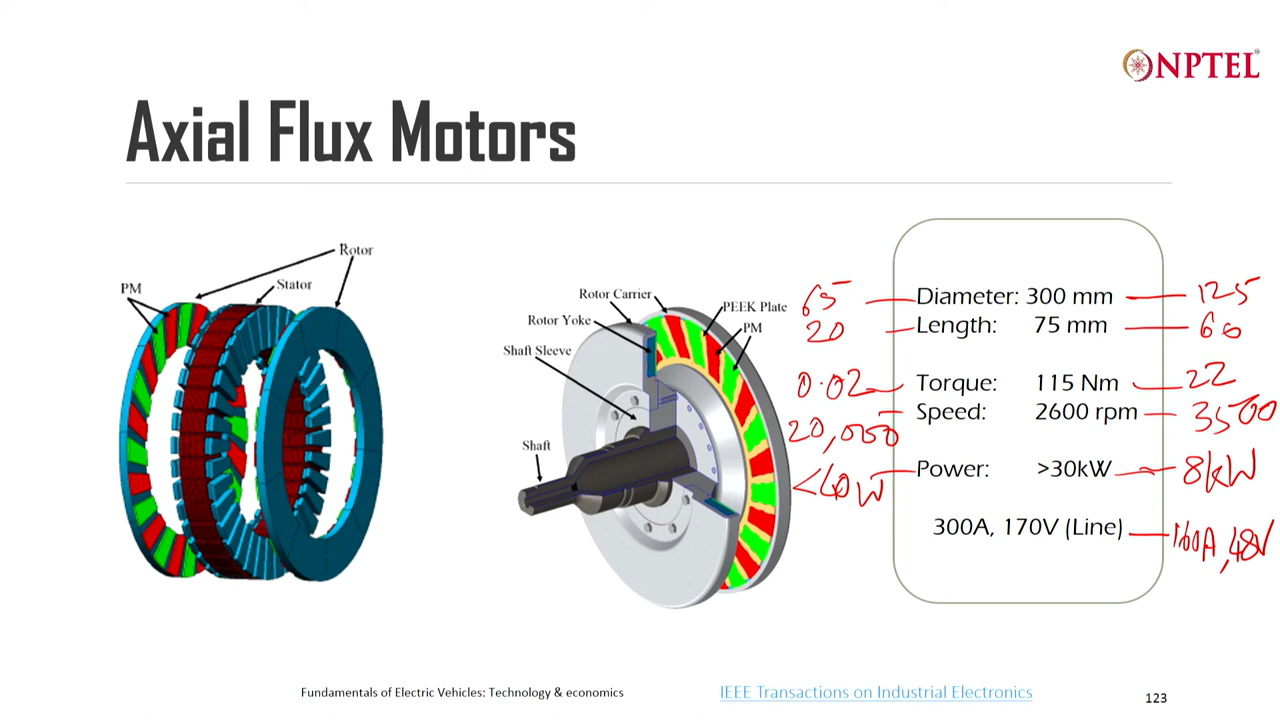 NPTEL
Axial Flux Motors
Rotor
PM
Stator
Rotor Carrier
PEEK Plate
Rotor Yoke
PM
Shaft Sleeve
Shaft
65 Diameter: 300 mm 125
20 Length: 75 mm 60
0.02 Torque: 115 Nm 22
20,000 Speed: 2600 rpm 3500
<40W Power: >30kW 8kW
300A, 170V (Line) 160A, 48V
Fundamentals of Electric Vehicles: Technology & economics
IEEE Transactions on Industrial Electronics
123